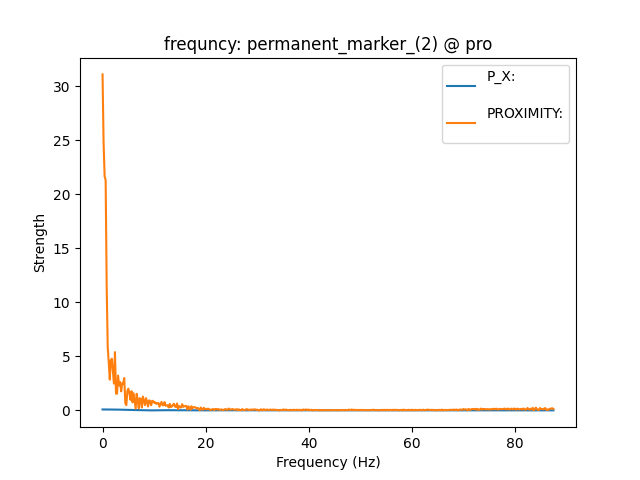 frequncy: permanent_marker_(2) @ pro
P_X:
PROXIMITY:
Strength
30
25
20
15
10
5
0
0 20 40 60 80
Frequency (Hz)